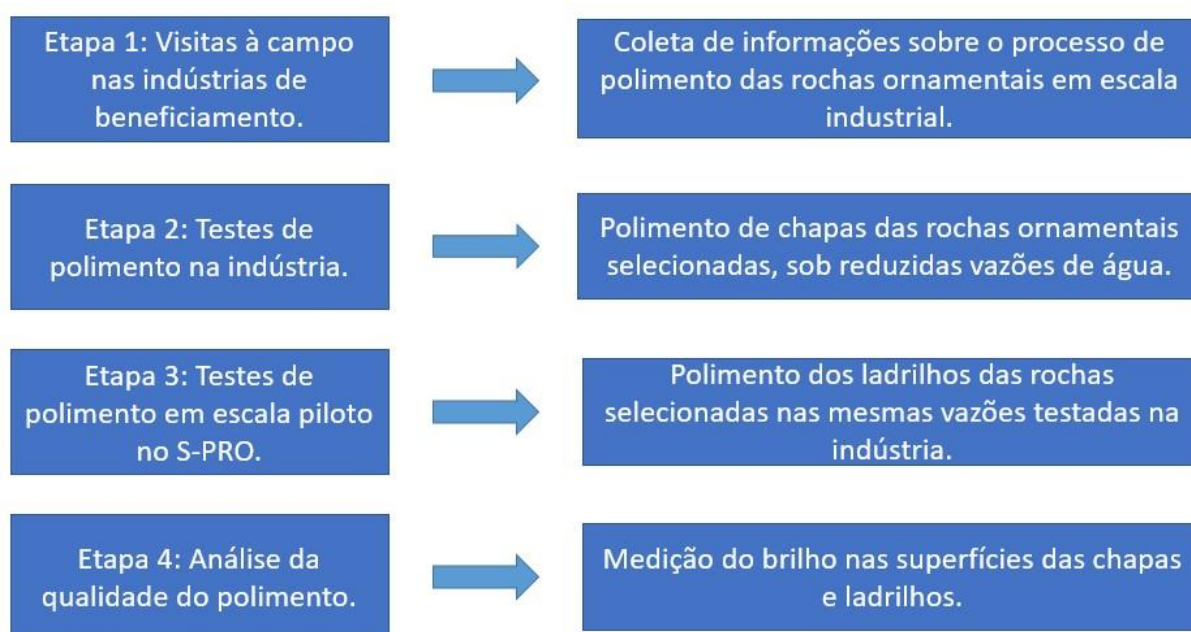 Etapa 1: Visitas à campo
nas indústrias de
beneficiamento.
Coleta de informações sobre o processo de
polimento das rochas ornamentais em escala
industrial.
Etapa 2: Testes de
polimento na indústria.
Polimento de chapas das rochas ornamentais
selecionadas, sob reduzidas vazões de água.
Etapa 3: Testes de
polimento em escala piloto
no S-PRO.
Polimento dos ladrilhos das rochas
selecionadas nas mesmas vazões testadas na
indústria.
Etapa 4: Análise da
qualidade do polimento.
Medição do brilho nas superfícies das chapas
e ladrilhos.